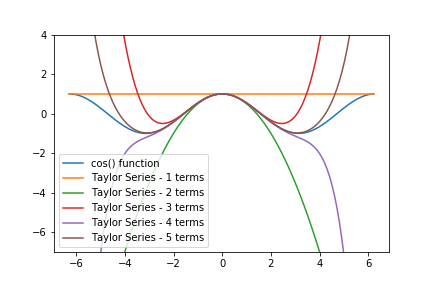 4
2
0
−2
−4
−6
−6
−4
−2
0
2
4
6
cos() function
Taylor Series - 1 terms
Taylor Series - 2 terms
Taylor Series - 3 terms
Taylor Series - 4 terms
Taylor Series - 5 terms